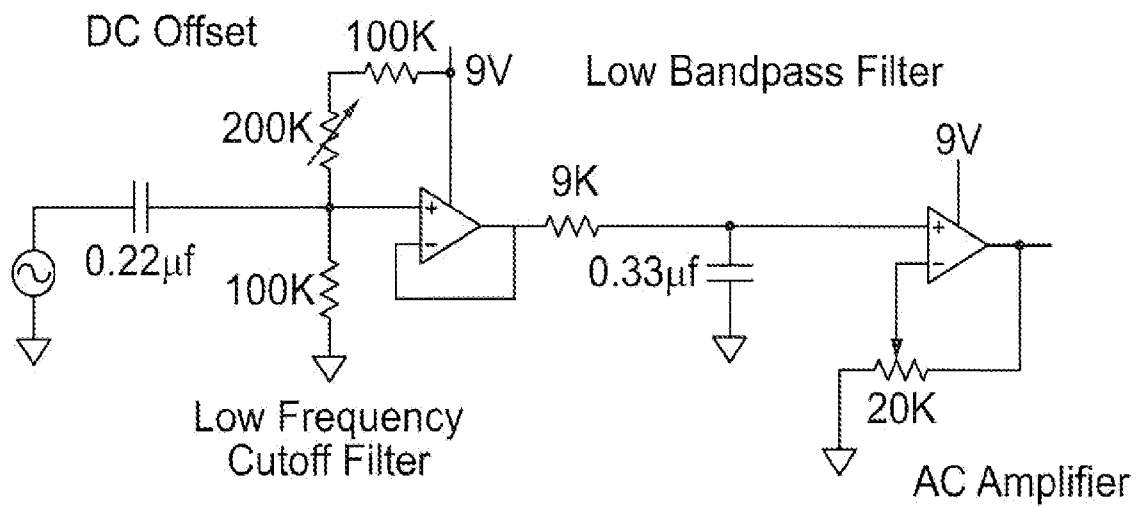 DC Offset
100K
9V
Low Bandpass Filter
200K
9V
9K
+
-
0.22µf
100K
0.33µf
+
-
20K
Low Frequency
Cutoff Filter
AC Amplifier